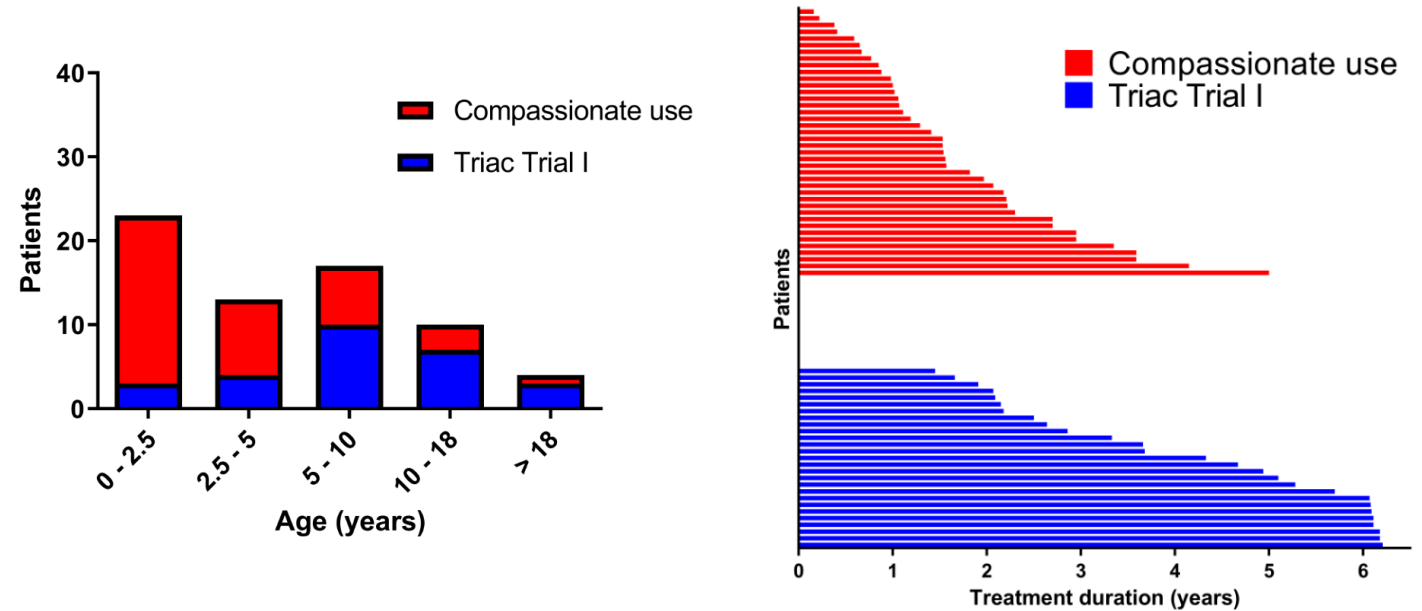 40
30
20
10
0
Patients
Compassionate use
Triac Trial I
0 - 2.5
2.5 - 5
5 - 10
10 - 18
> 18
Age (years)
Compassionate use
Triac Trial I
Patients
0 1 2 3 4 5 6
Treatment duration (years)